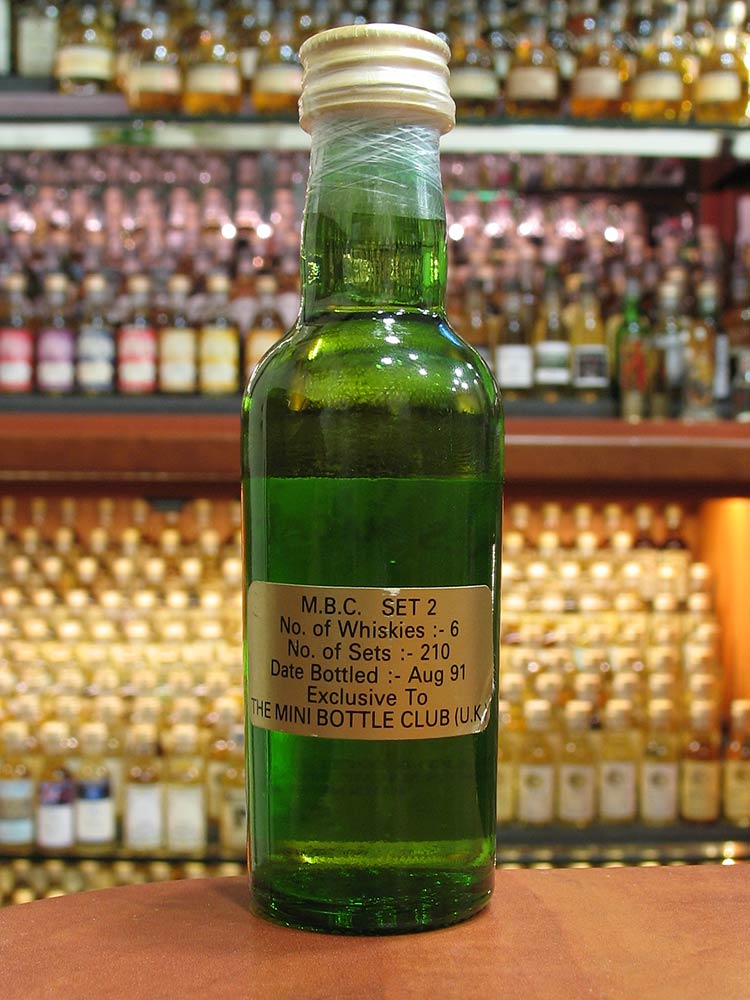 M.B.C. SET 2
No. of Whiskies :- 6
No. of Sets :- 210
Date Bottled :- Aug 91
Exclusive To
THE MINI BOTTLE CLUB (U.K.)